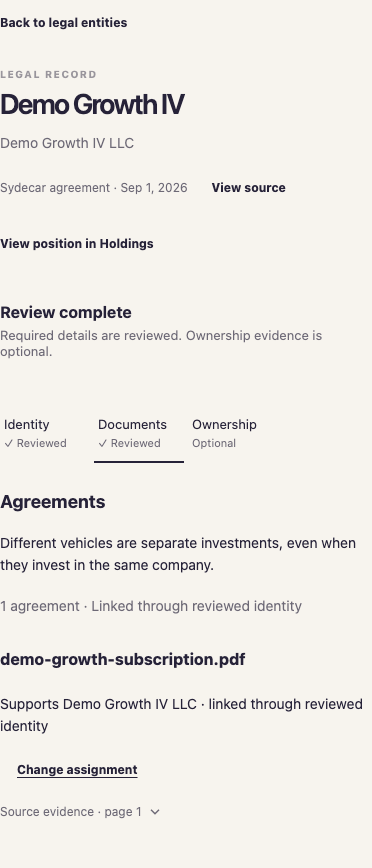 Back to legal entities
LEGAL RECORD
Demo Growth IV
Demo Growth IV LLC
Sydecar agreement · Sep 1, 2026 View source
View position in Holdings
Review complete
Required details are reviewed. Ownership evidence is
optional.
Identity Documents Ownership
✓ Reviewed ✓ Reviewed Optional
Agreements
Different vehicles are separate investments, even when
they invest in the same company.
1 agreement · Linked through reviewed identity
demo-growth-subscription.pdf
Supports Demo Growth IV LLC · linked through reviewed
identity
Change assignment
Source evidence · page 1